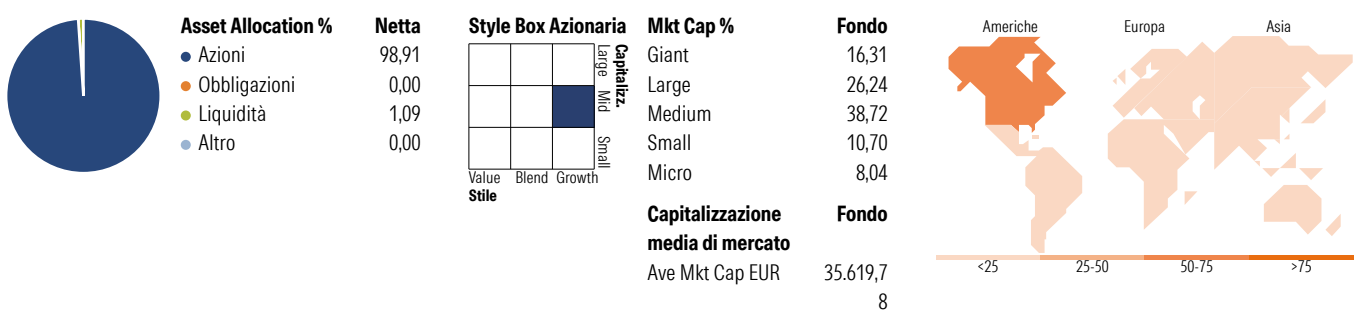 Asset Allocation % Netta
Azioni 98,91
Obbligazioni 0,00
Liquidità 1,09
Altro 0,00
Style Box Azionaria
Capitalizz.
Large Mid Small
Value Blend Growth
Stile
Mkt Cap % Fondo
Giant 16,31
Large 26,24
Medium 38,72
Small 10,70
Micro 8,04
Capitalizzazione Fondo
media di mercato
Ave Mkt Cap EUR 35.619,7
8
Americhe Europa Asia
<25 25-50 50-75 >75